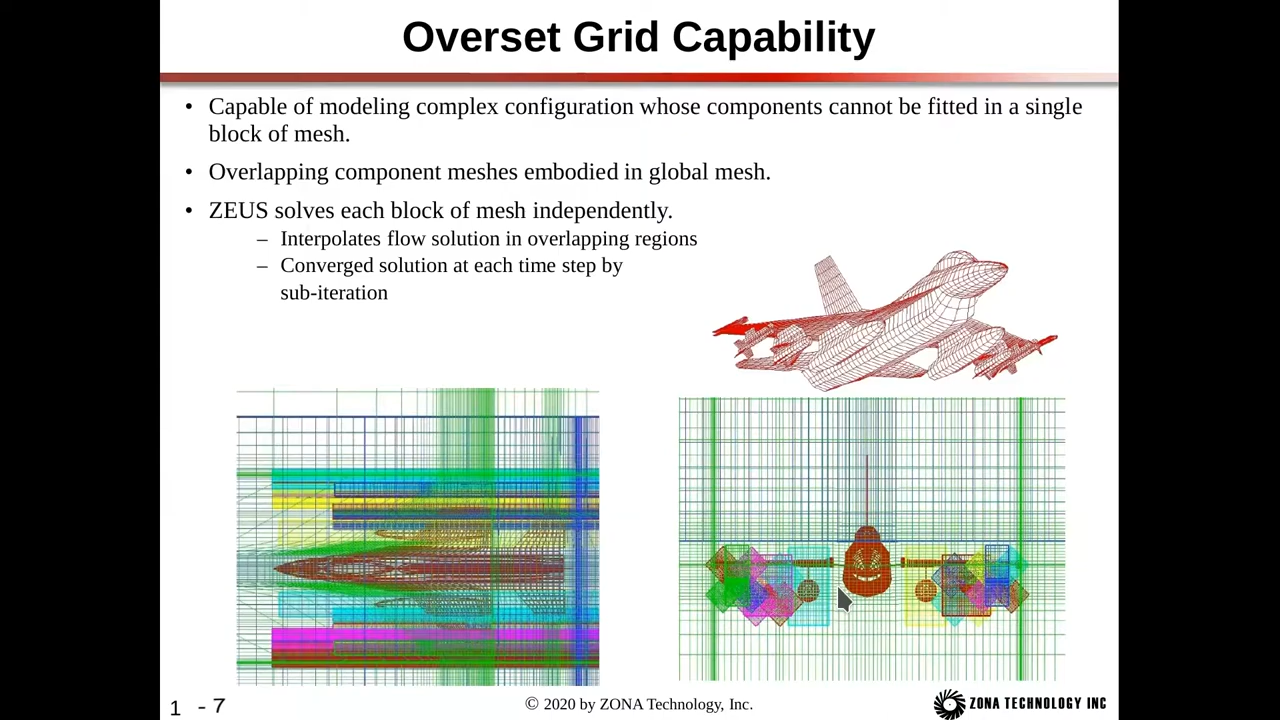 Overset Grid Capability
• Capable of modeling complex configuration whose components cannot be fitted in a single
block of mesh.
• Overlapping component meshes embodied in global mesh.
• ZEUS solves each block of mesh independently.
– Interpolates flow solution in overlapping regions
– Converged solution at each time step by
sub-iteration
1 - 7
© 2020 by ZONA Technology, Inc.
ZONA TECHNOLOGY INC